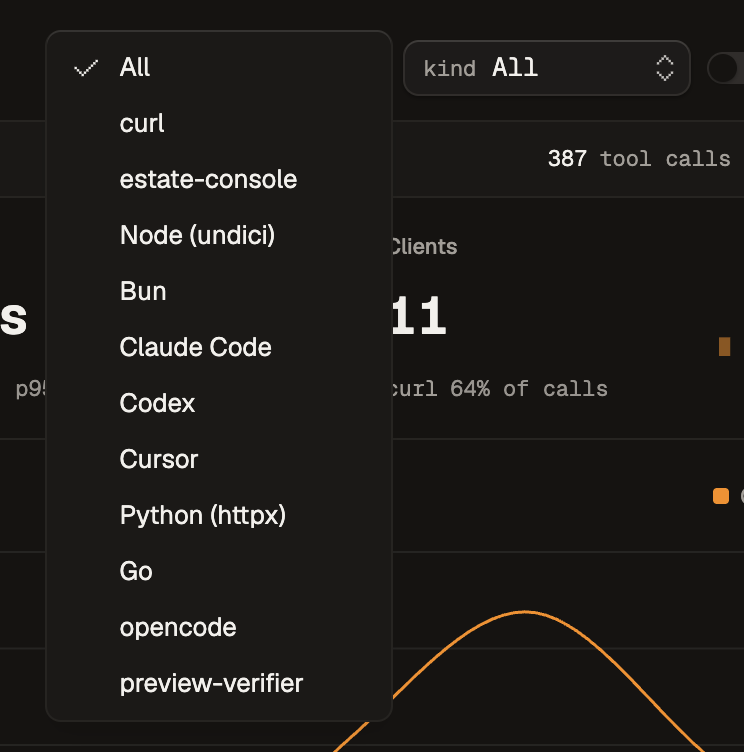 All
kind All
curl
387 tool calls
estate-console
Node (undici)
Clients
Bun
s
11
Claude Code
p95
curl 64% of calls
Codex
Cursor
Python (httpx)
Go
opencode
preview-verifier